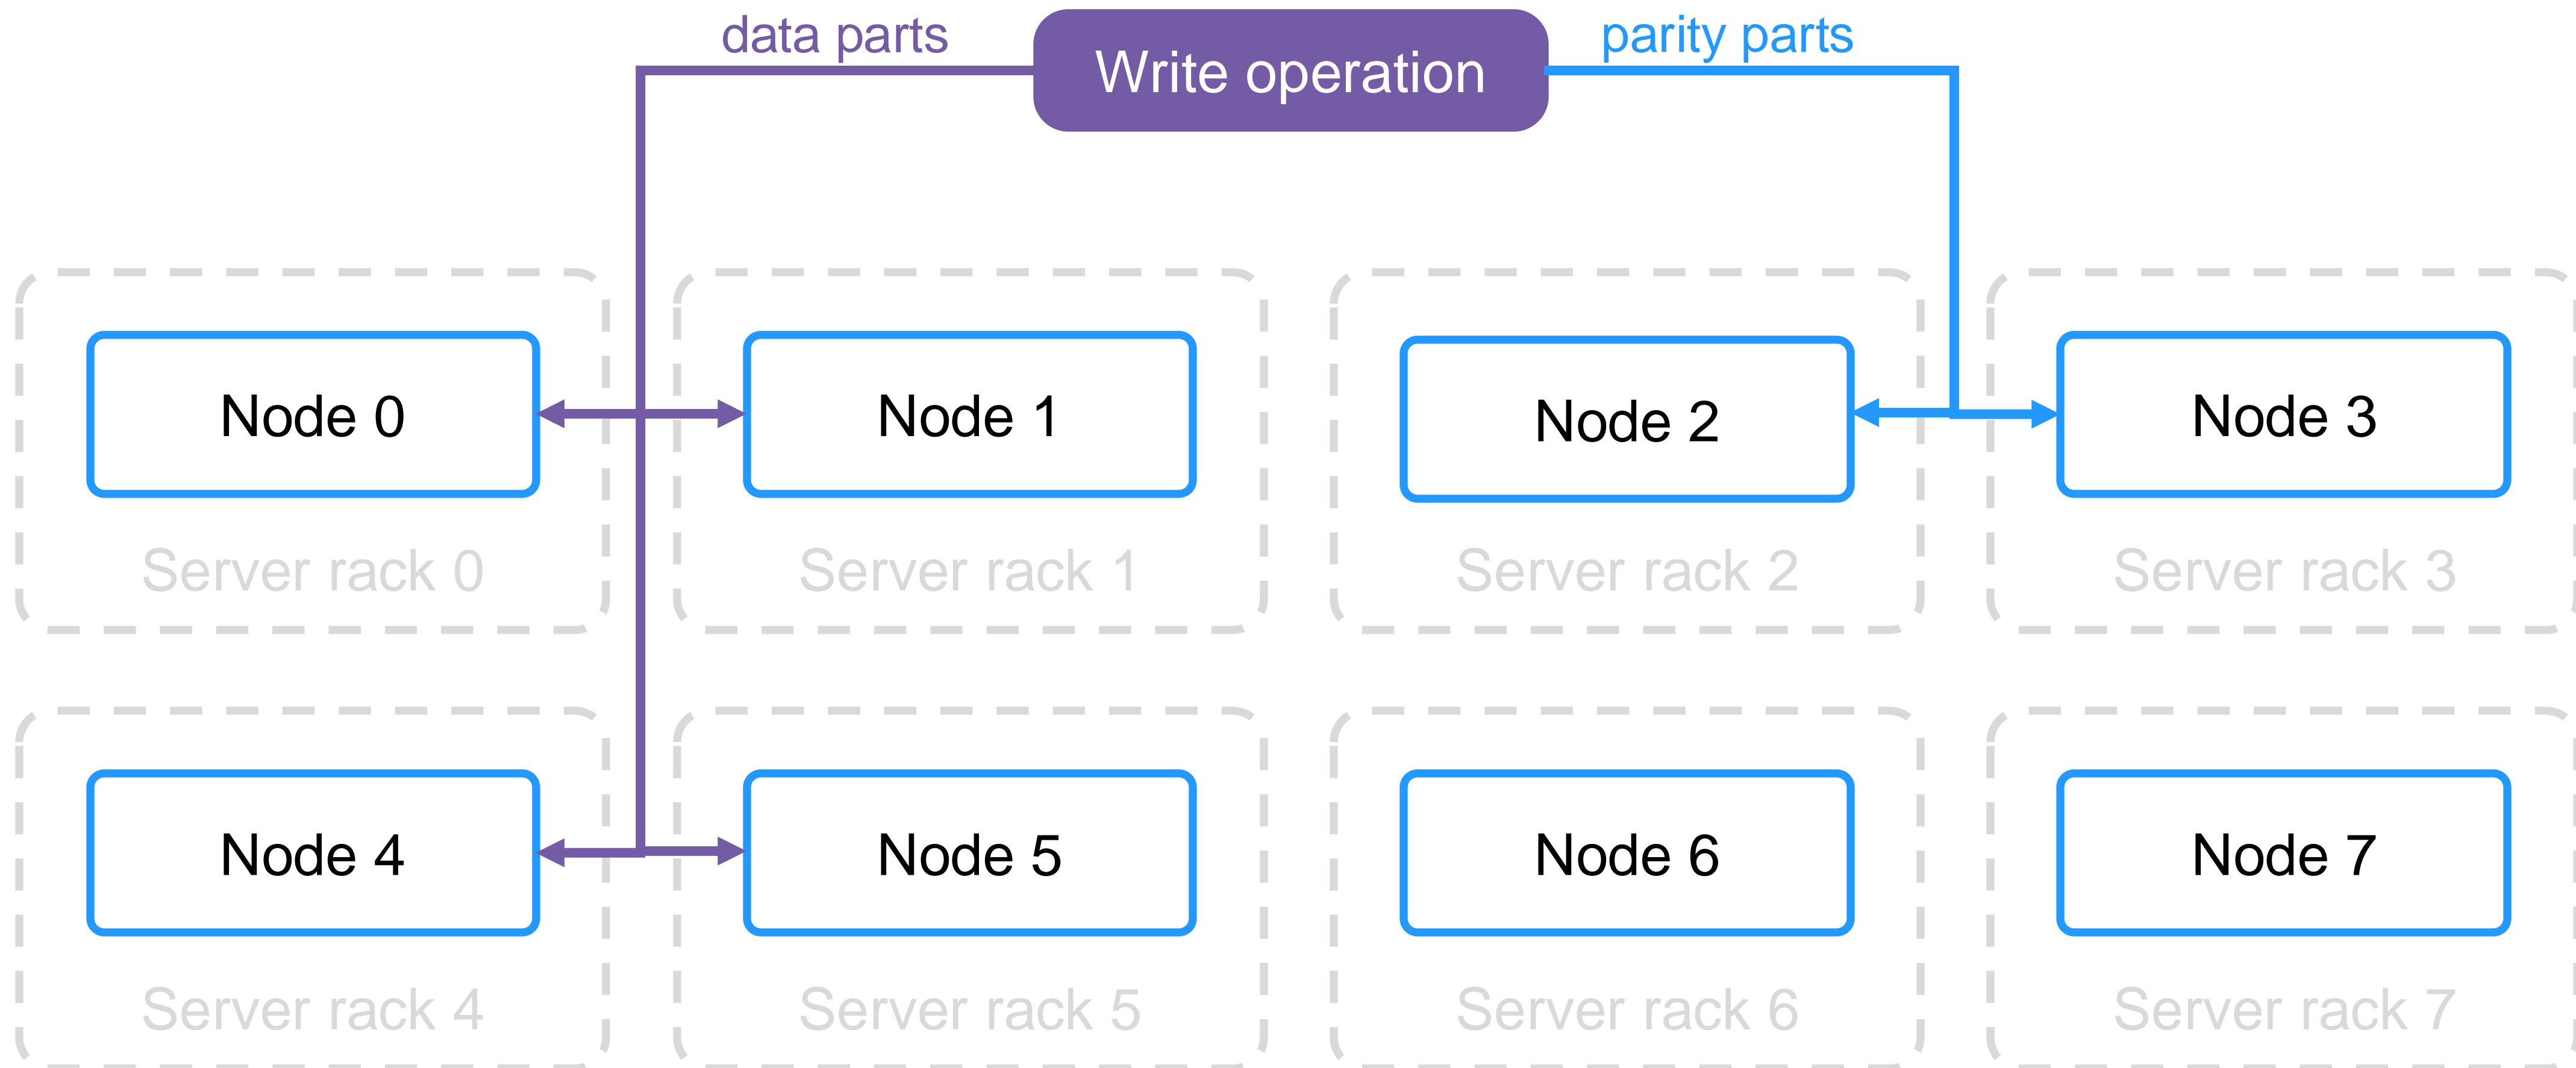 data parts
Write operation
parity parts
Node 0
Node 1
Node 2
Node 3
Server rack 0
Server rack 1
Server rack 2
Server rack 3
Node 4
Node 5
Node 6
Node 7
Server rack 4
Server rack 5
Server rack 6
Server rack 7